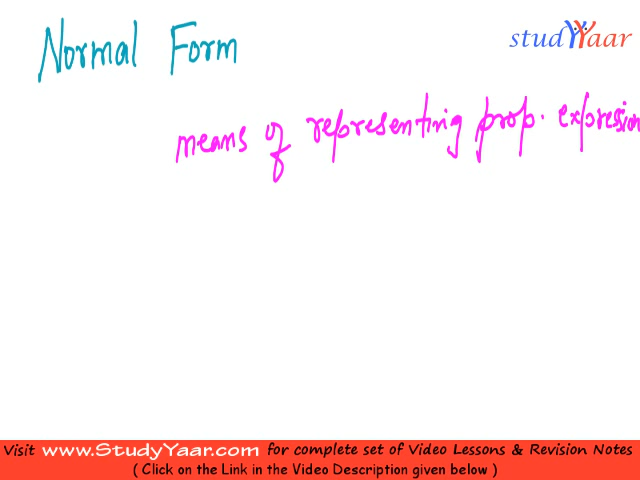 Normal Form
studYYaar
means of representing prop. expression
Visit www.StudyYaar.com for complete set of Video Lessons & Revision Notes
( Click on the Link in the Video Description given below )